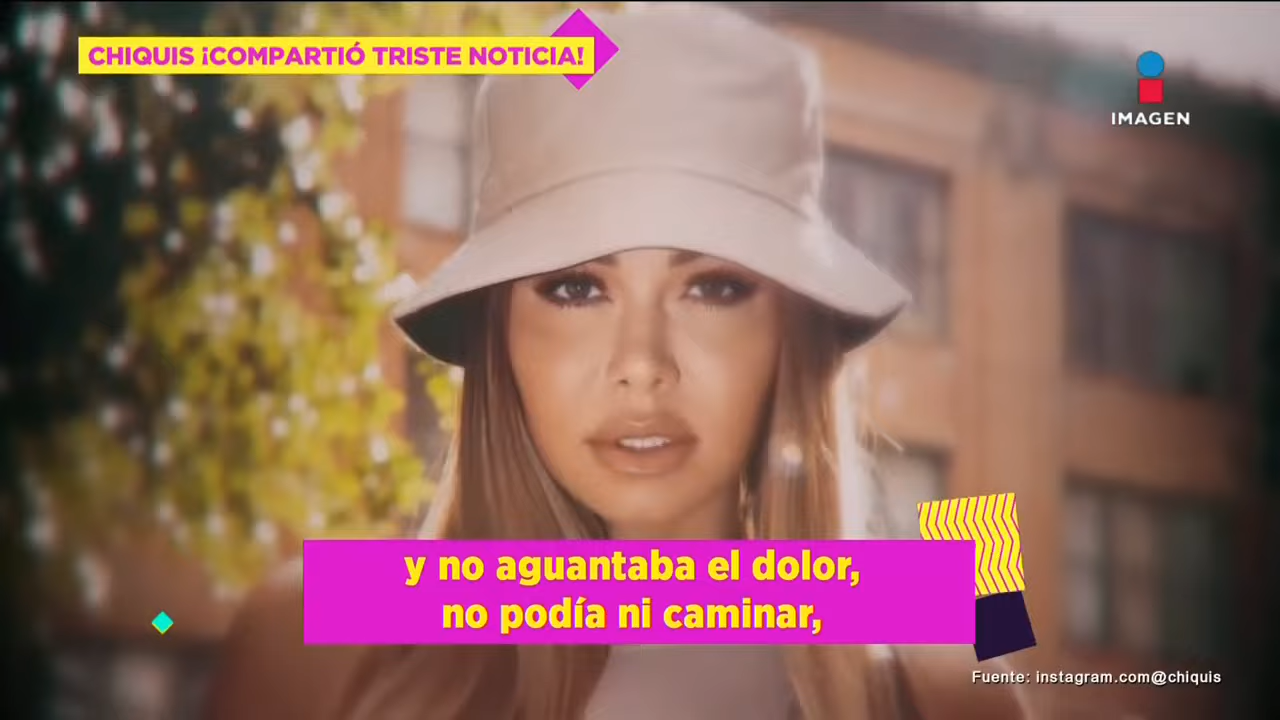 CHIQUIS ¡COMPARTIÓ TRISTE NOTICIA!
IMAGEN
y no aguantaba el dolor,
no podía ni caminar,
Fuente: instagram.com@chiquis